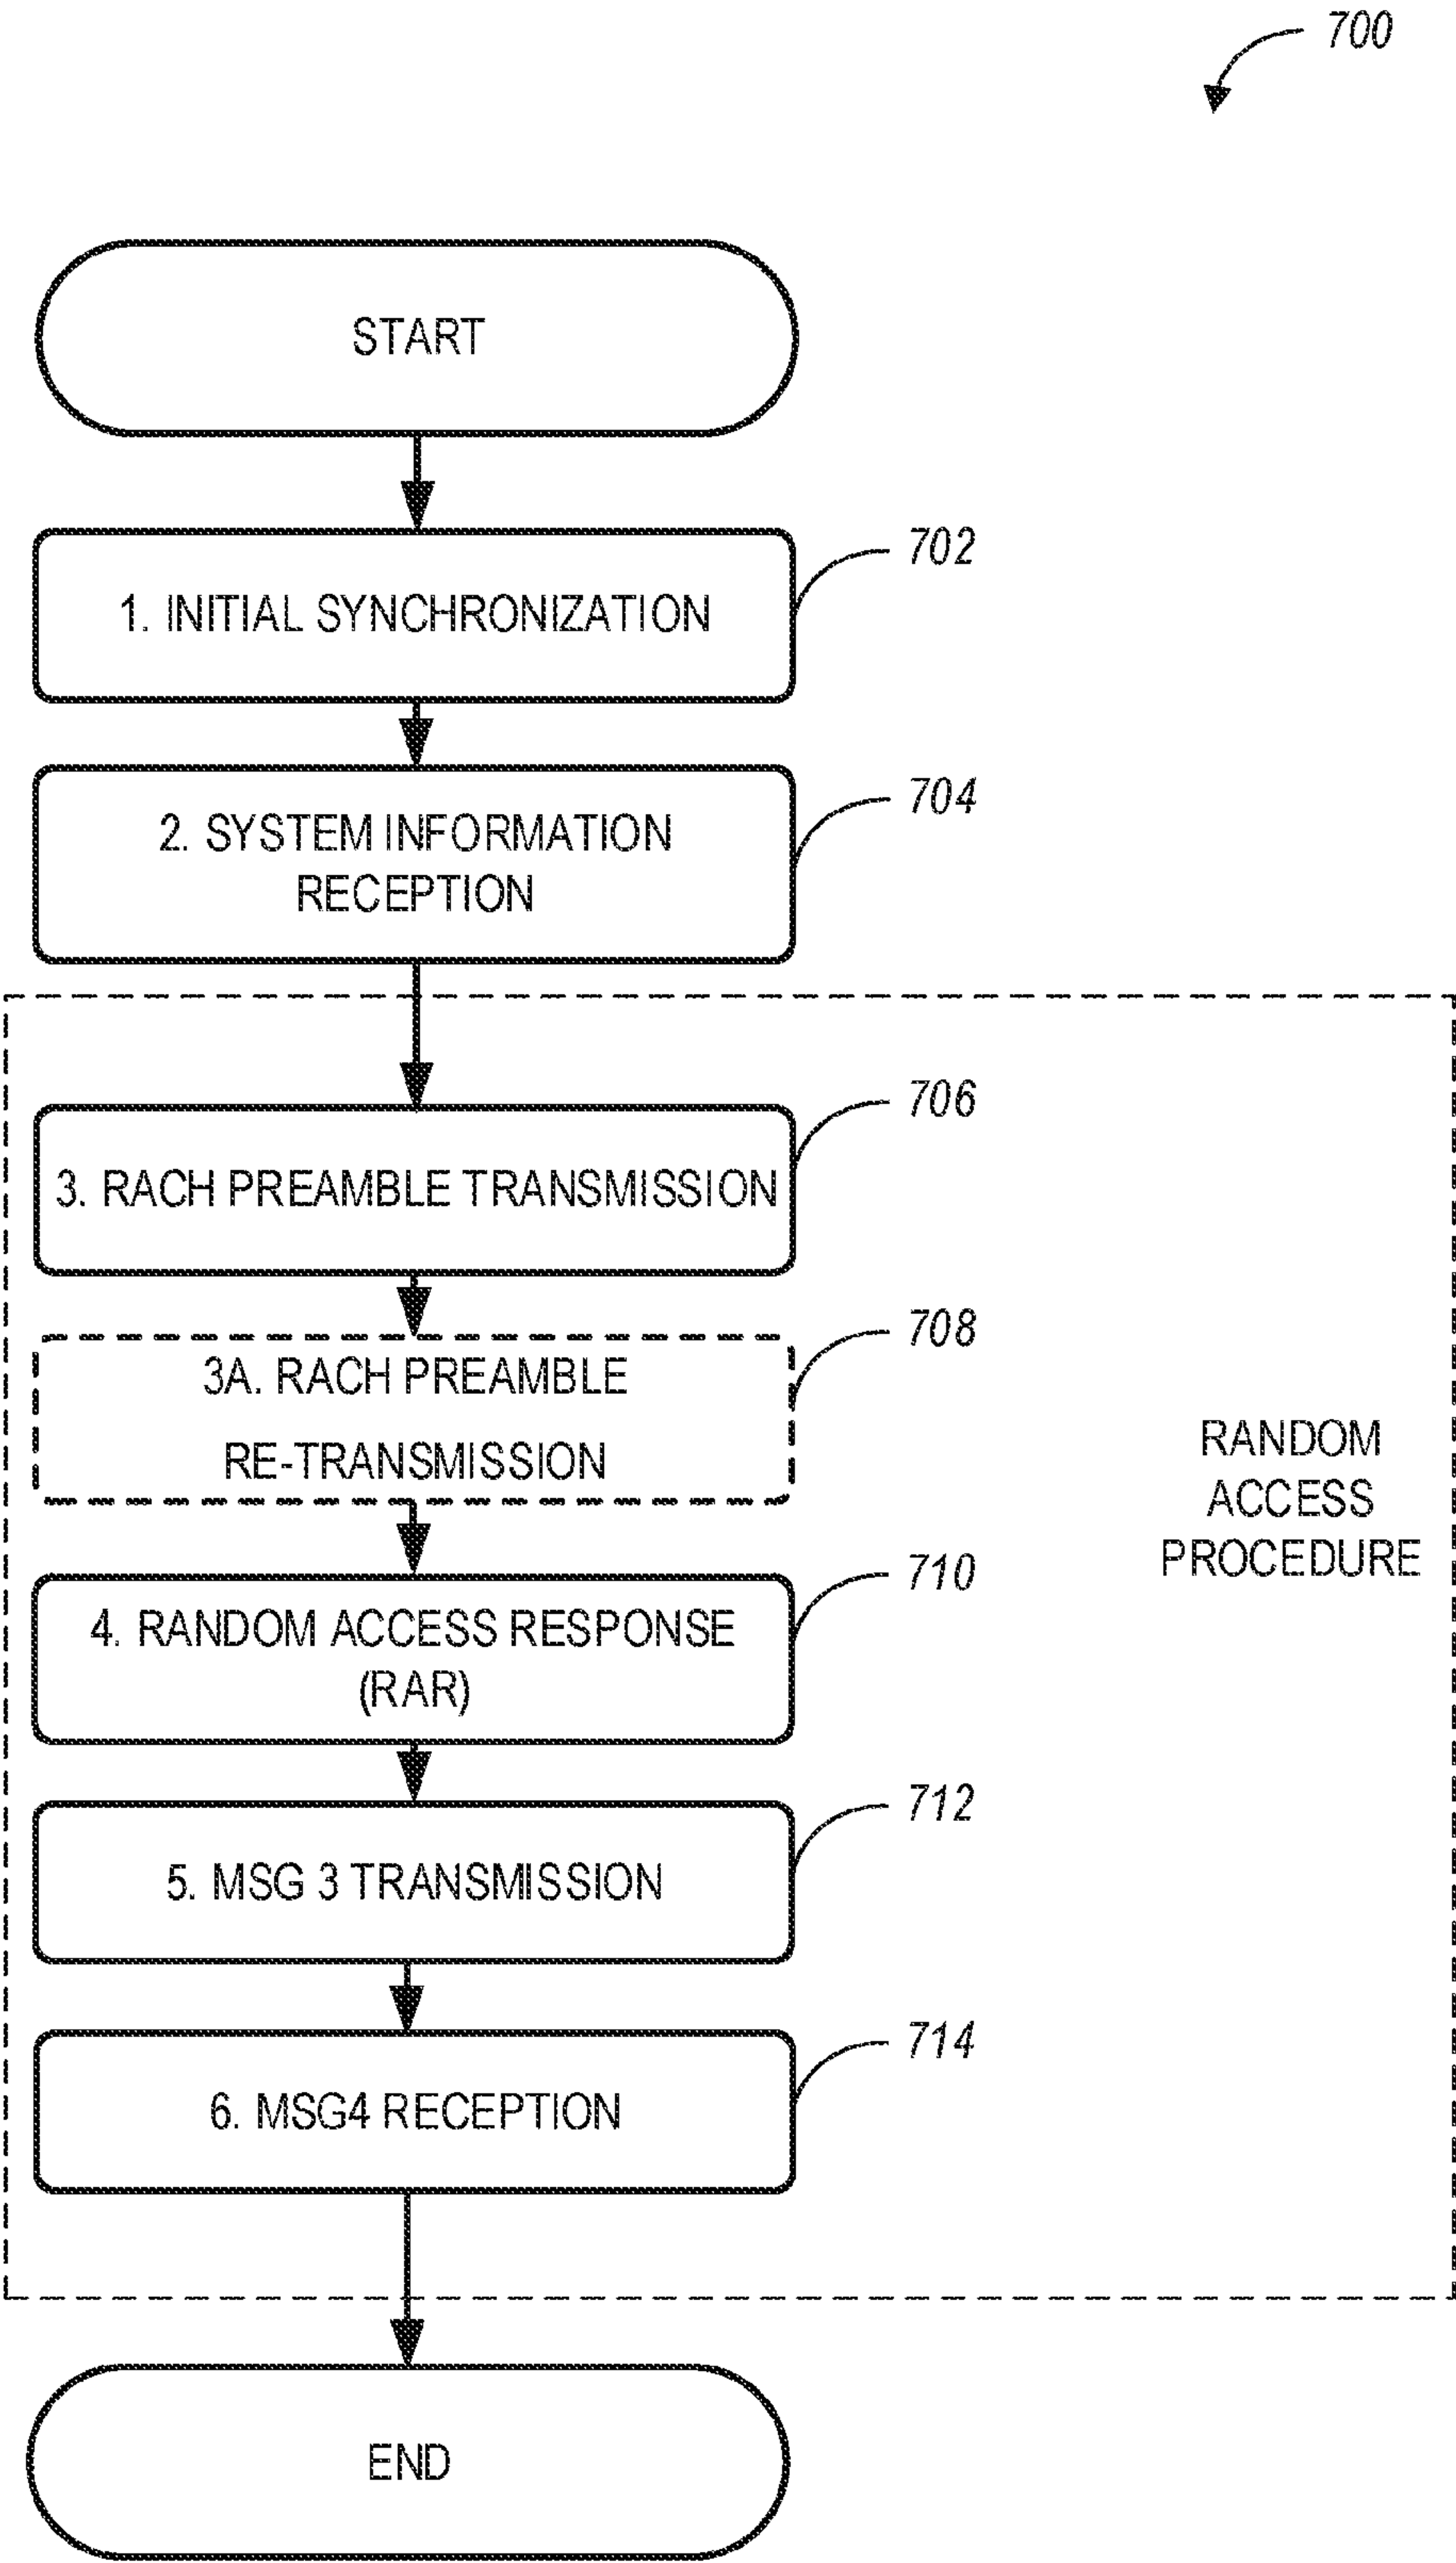 700
START
702
1. INITIAL SYNCHRONIZATION
704
2. SYSTEM INFORMATION
RECEPTION
706
3. RACH PREAMBLE TRANSMISSION
708
3A. RACH PREAMBLE
RE-TRANSMISSION
RANDOM
ACCESS
PROCEDURE
710
4. RANDOM ACCESS RESPONSE
(RAR)
712
5. MSG 3 TRANSMISSION
714
6. MSG4 RECEPTION
END